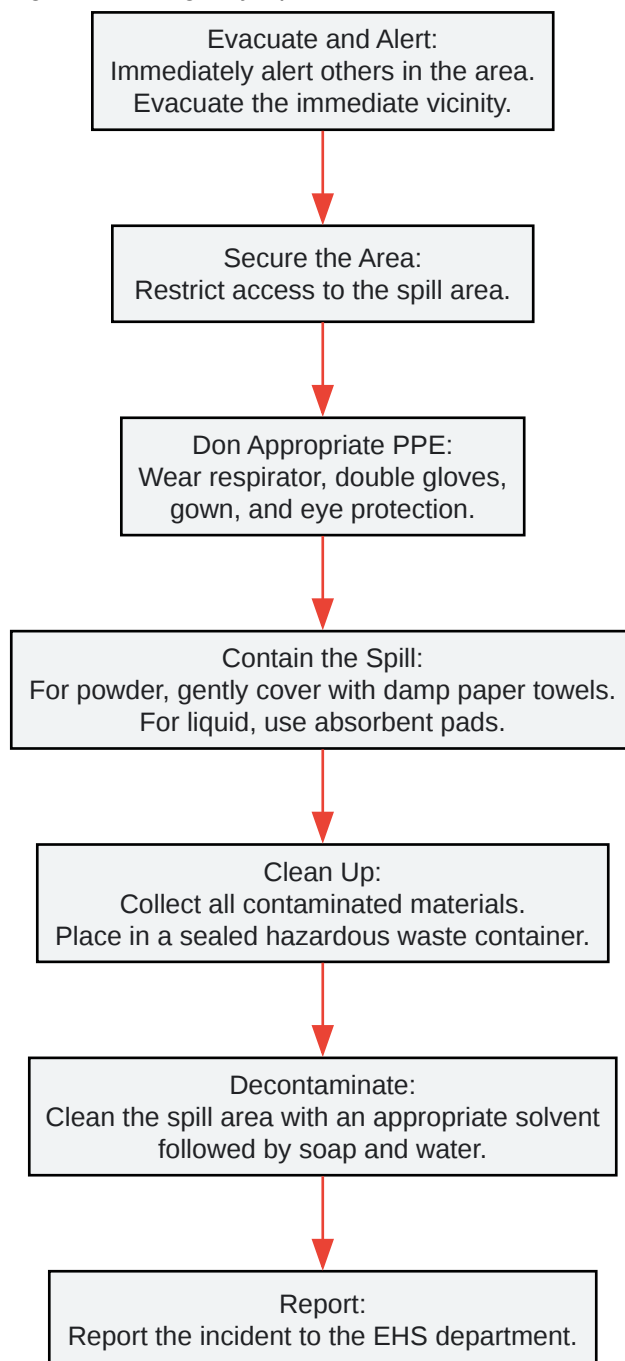 Evacuate and Alert:
Immediately alert others in the area.
Evacuate the immediate vicinity.
Secure the Area:
Restrict access to the spill area.
Don Appropriate PPE:
Wear respirator, double gloves,
gown, and eye protection.
Contain the Spill:
For powder, gently cover with damp paper towels.
For liquid, use absorbent pads.
Clean Up:
Collect all contaminated materials.
Place in a sealed hazardous waste container.
Decontaminate:
Clean the spill area with an appropriate solvent
followed by soap and water.
Report:
Report the incident to the EHS department.